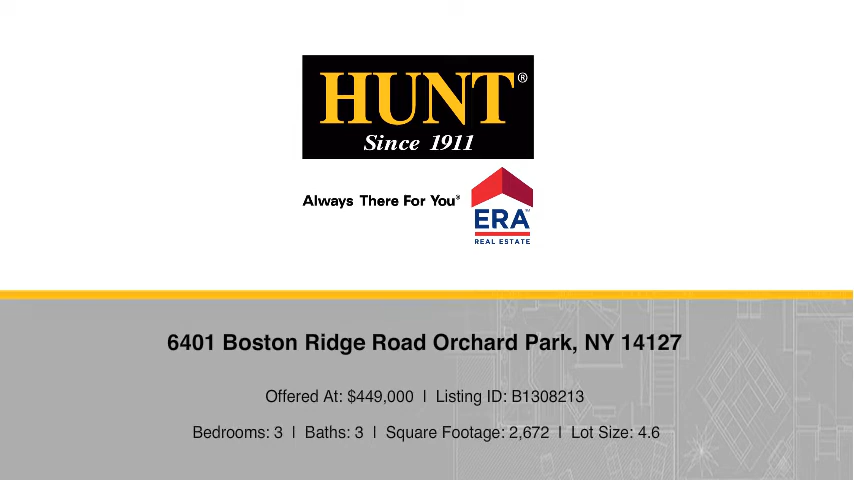 HUNT®
Since 1911
Always There For You®
ERA™
REAL ESTATE
6401 Boston Ridge Road Orchard Park, NY 14127
Offered At: $449,000 | Listing ID: B1308213
Bedrooms: 3 | Baths: 3 | Square Footage: 2,672 | Lot Size: 4.6